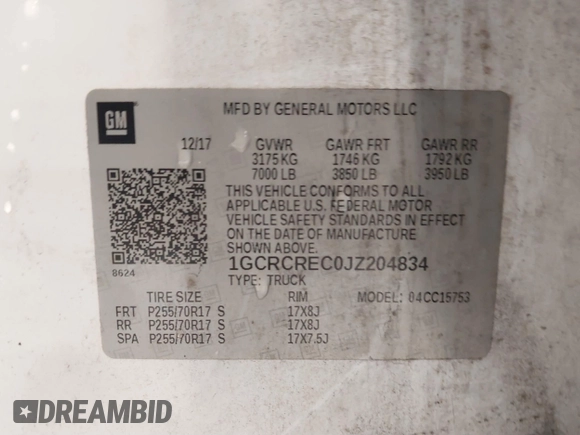 GM
MFD BY GENERAL MOTORS LLC
12/17 GVWR GAWR FRT GAWR RR
3175 KG 1746 KG 1792 KG
7000 LB 3850 LB 3950 LB
THIS VEHICLE CONFORMS TO ALL
APPLICABLE U.S. FEDERAL MOTOR
VEHICLE SAFETY STANDARDS IN EFFECT
ON THE DATE OF MANUFACTURE
SHOWN ABOVE.
8624
1GCRCREC0JZ204834
TYPE: TRUCK
TIRE SIZE RIM MODEL: 04CC15753
FRT P255/70R17 S 17X8J
RR P255/70R17 S 17X8J
SPA P255/70R17 S 17X7.5J
DREAMBID